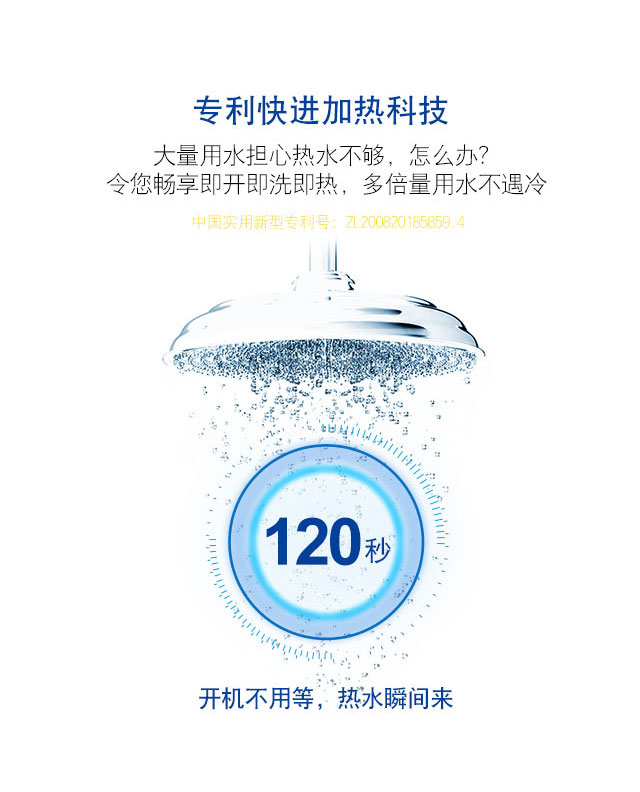 专利快进加热科技
大量用水担心热水不够，怎么办?
令您畅享即开即洗即热，多倍量用水不遇冷
中国实用新型专利号：ZL200820185859.4
120秒
开机不用等，热水瞬间来